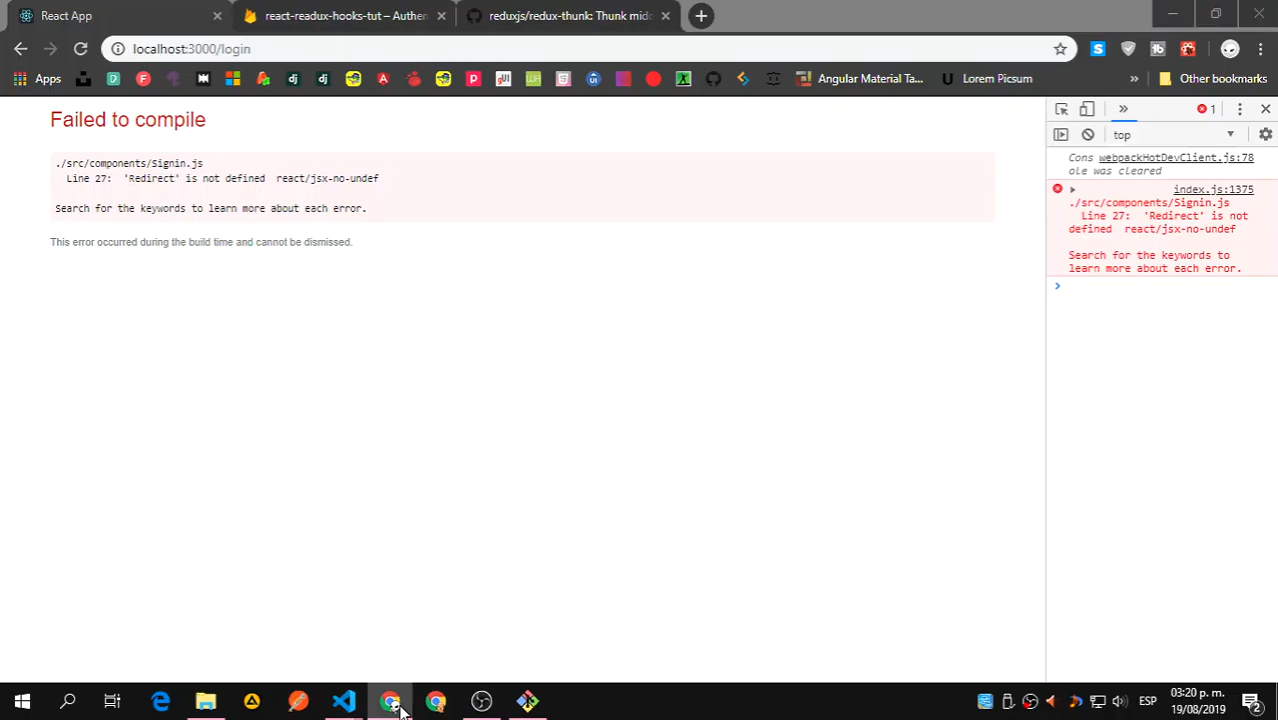 React App
react-readux-hooks-tut – Authen
reduxjs/redux-thunk: Thunk midd
localhost:3000/login
Apps
Angular Material Ta...
Lorem Picsum
Other bookmarks
Failed to compile
./src/components/Signin.js
Line 27: 'Redirect' is not defined react/jsx-no-undef
Search for the keywords to learn more about each error.
This error occurred during the build time and cannot be dismissed.
1
top
Cons webpackHotDevClient.js:78
ole was cleared
index.js:1375
./src/components/Signin.js
Line 27: 'Redirect' is not
defined react/jsx-no-undef
Search for the keywords to
learn more about each error.
ESP
03:20 p. m.
19/08/2019
2